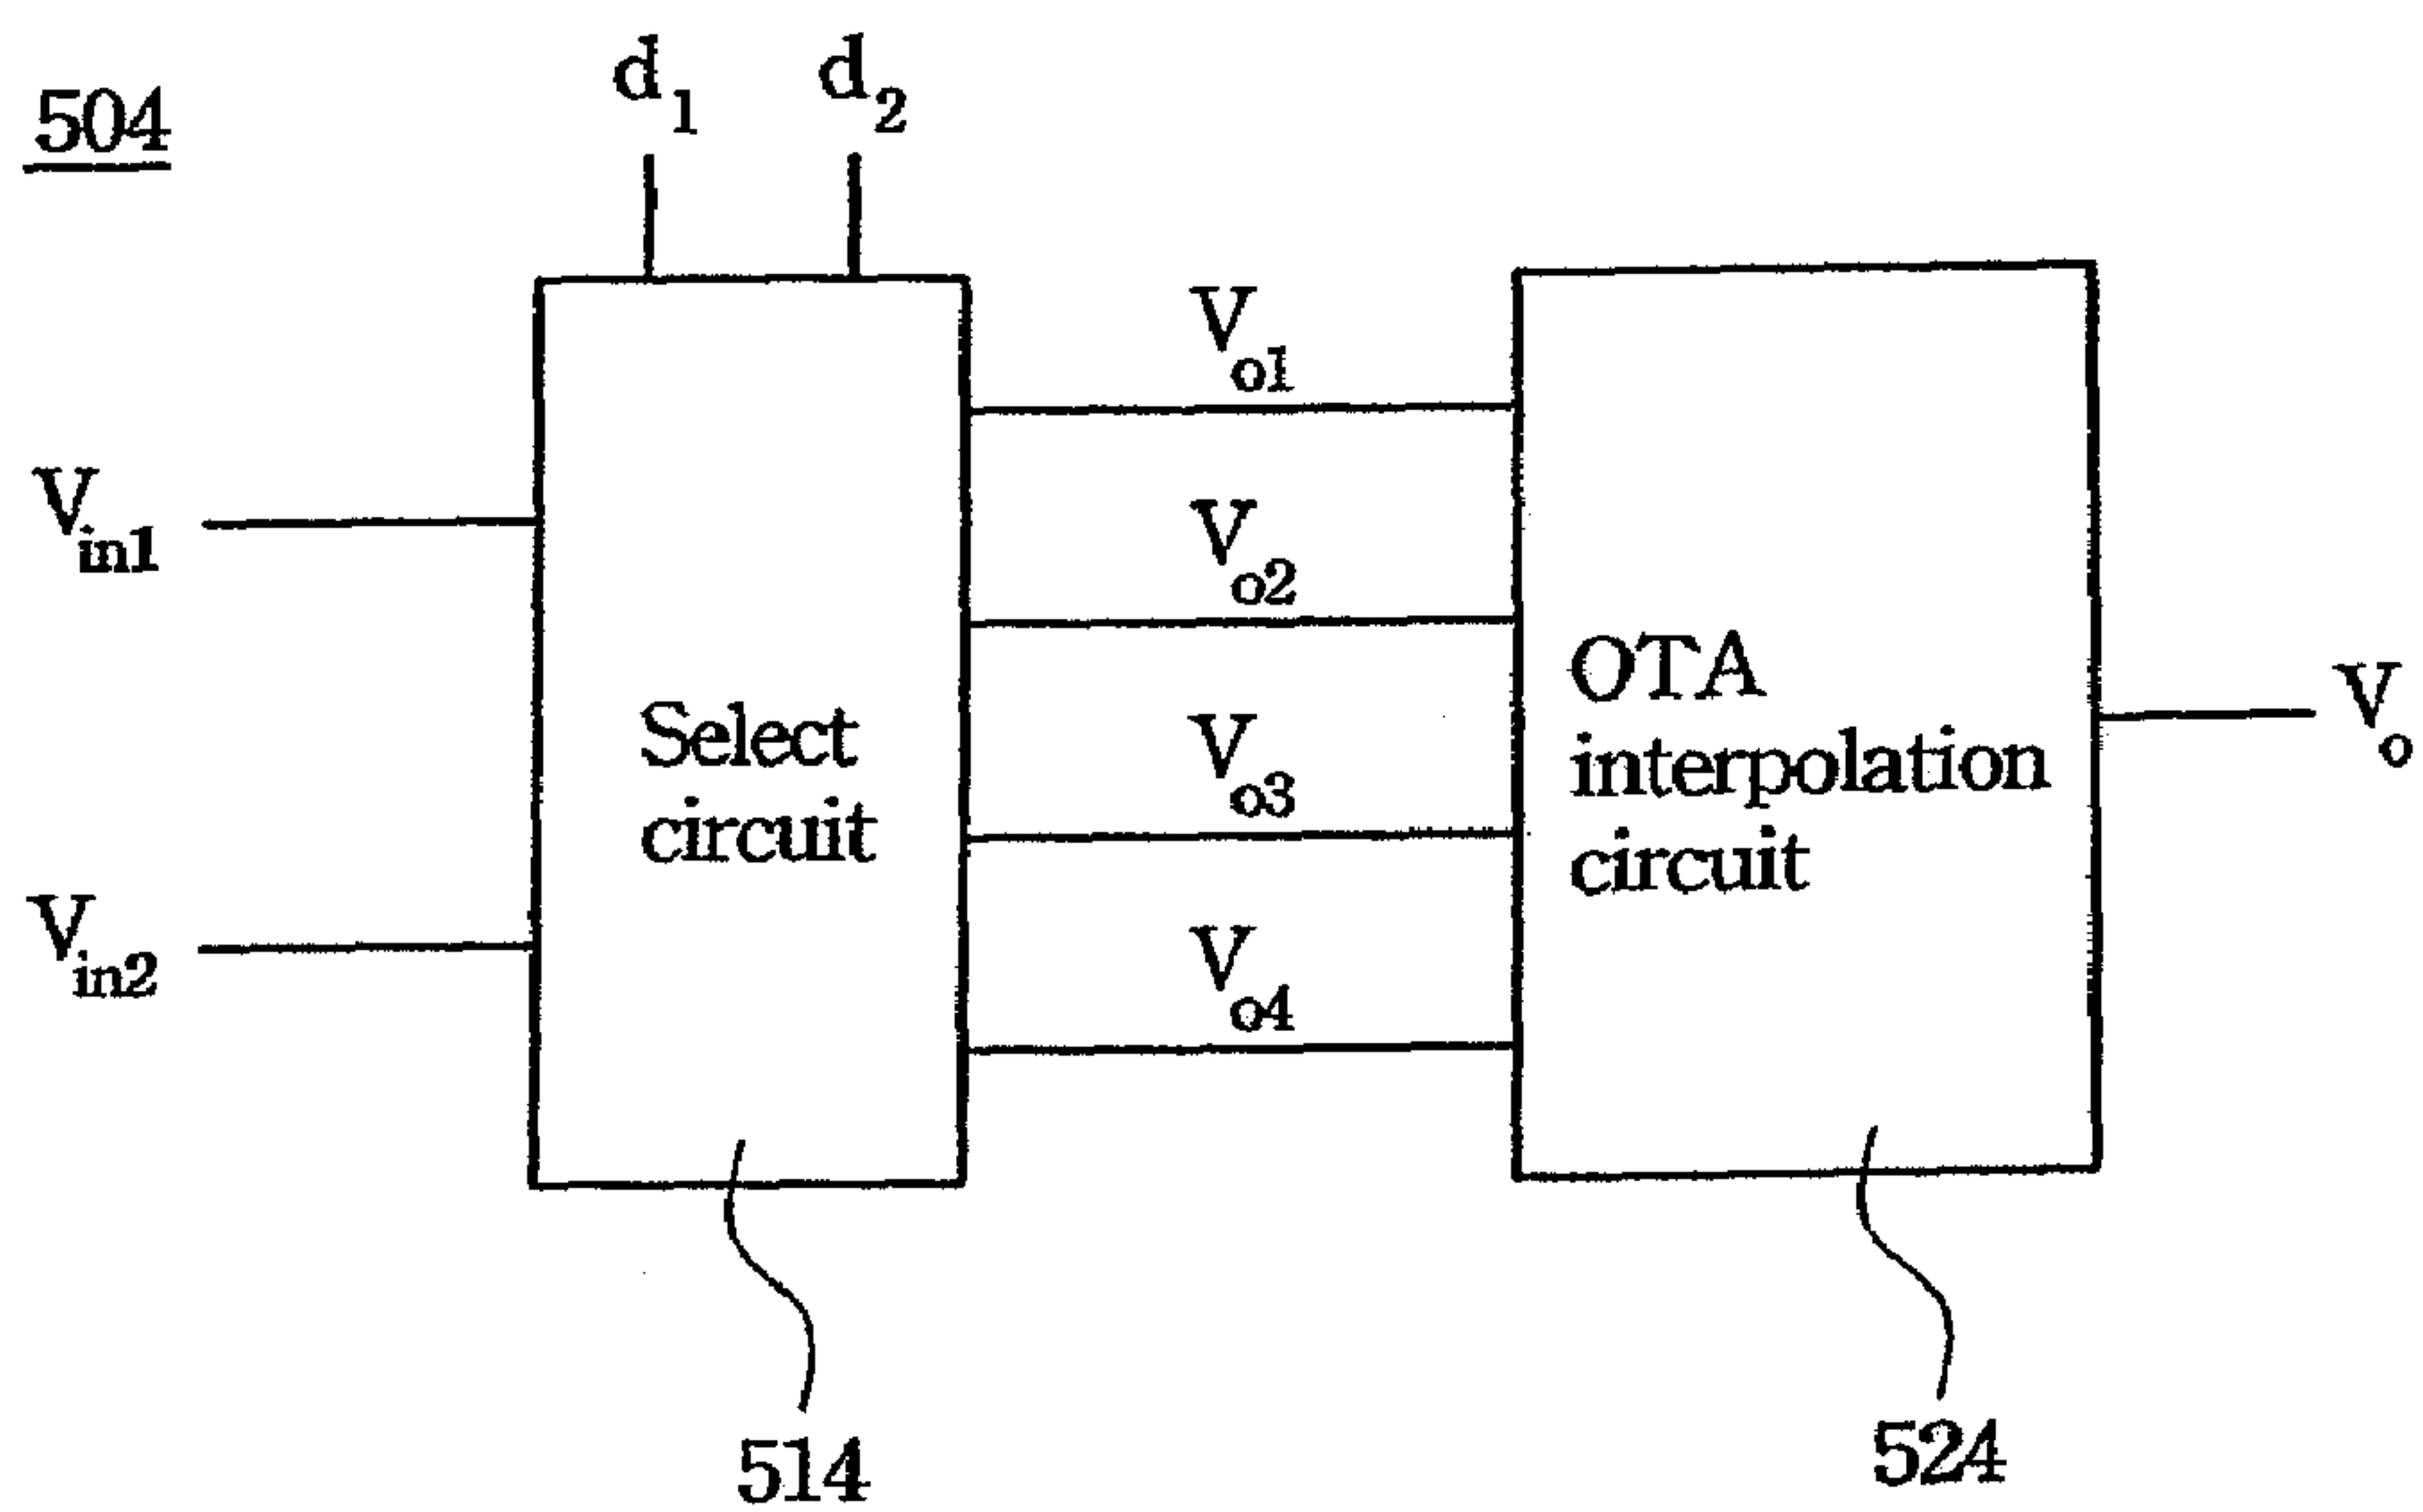 504
d1
d2
Vin1
Vin2
Select
circuit
Vo1
Vo2
Vo3
Vo4
OTA
interpolation
circuit
Vo
514
524